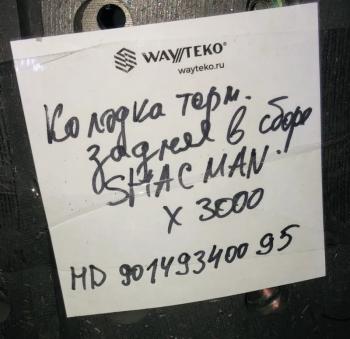 WAYTEKO®
wayteko.ru
Колодка торм.
задняя в сборе
SHACMAN.
X 3000
HD 90149340095